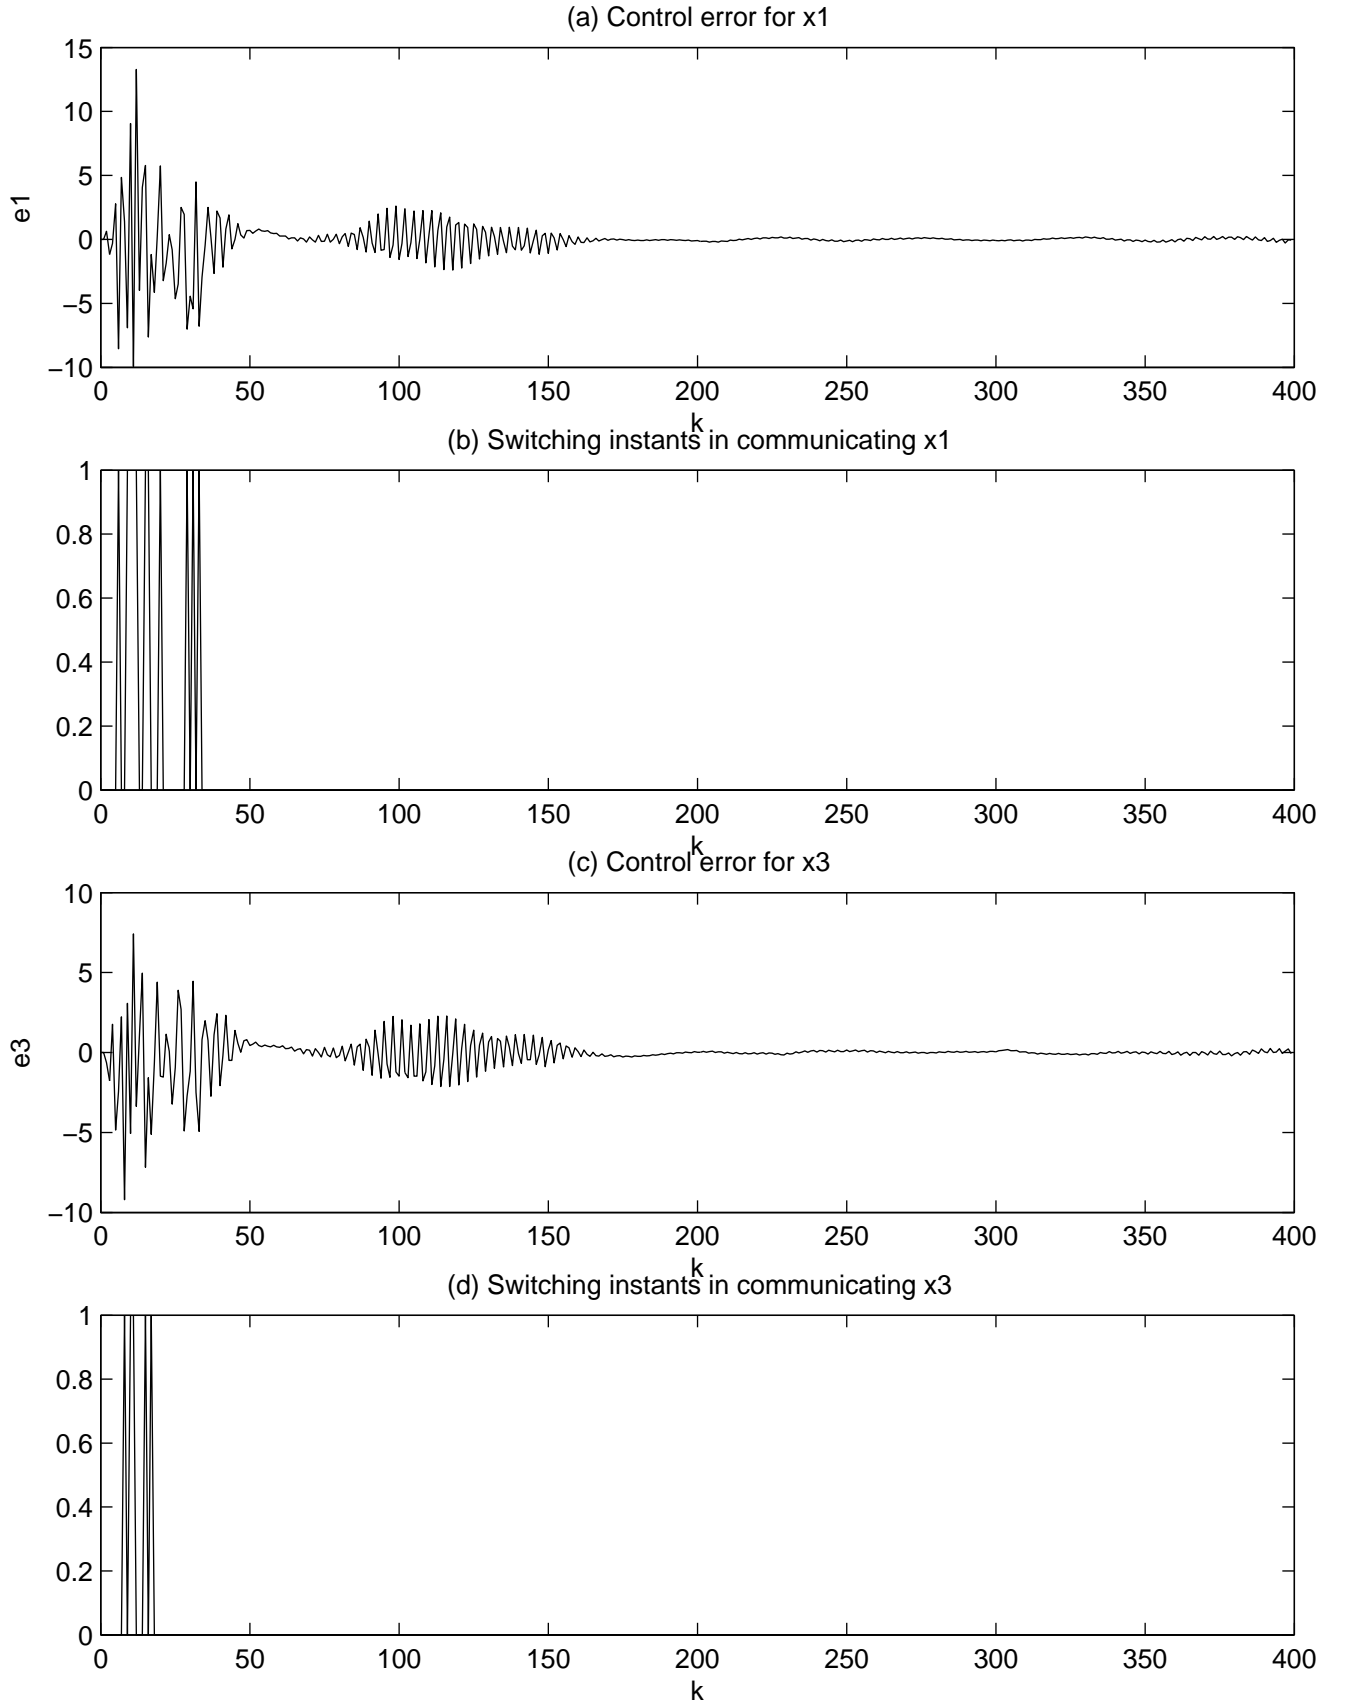 (a) Control error for x1
15
10
5
0
−5
−10
e1
0 50 100 150 200 250 300 350 400
k
(b) Switching instants in communicating x1
1
0.8
0.6
0.4
0.2
0
0 50 100 150 200 250 300 350 400
k
(c) Control error for x3
10
5
0
−5
−10
e3
0 50 100 150 200 250 300 350 400
k
(d) Switching instants in communicating x3
1
0.8
0.6
0.4
0.2
0
0 50 100 150 200 250 300 350 400
k